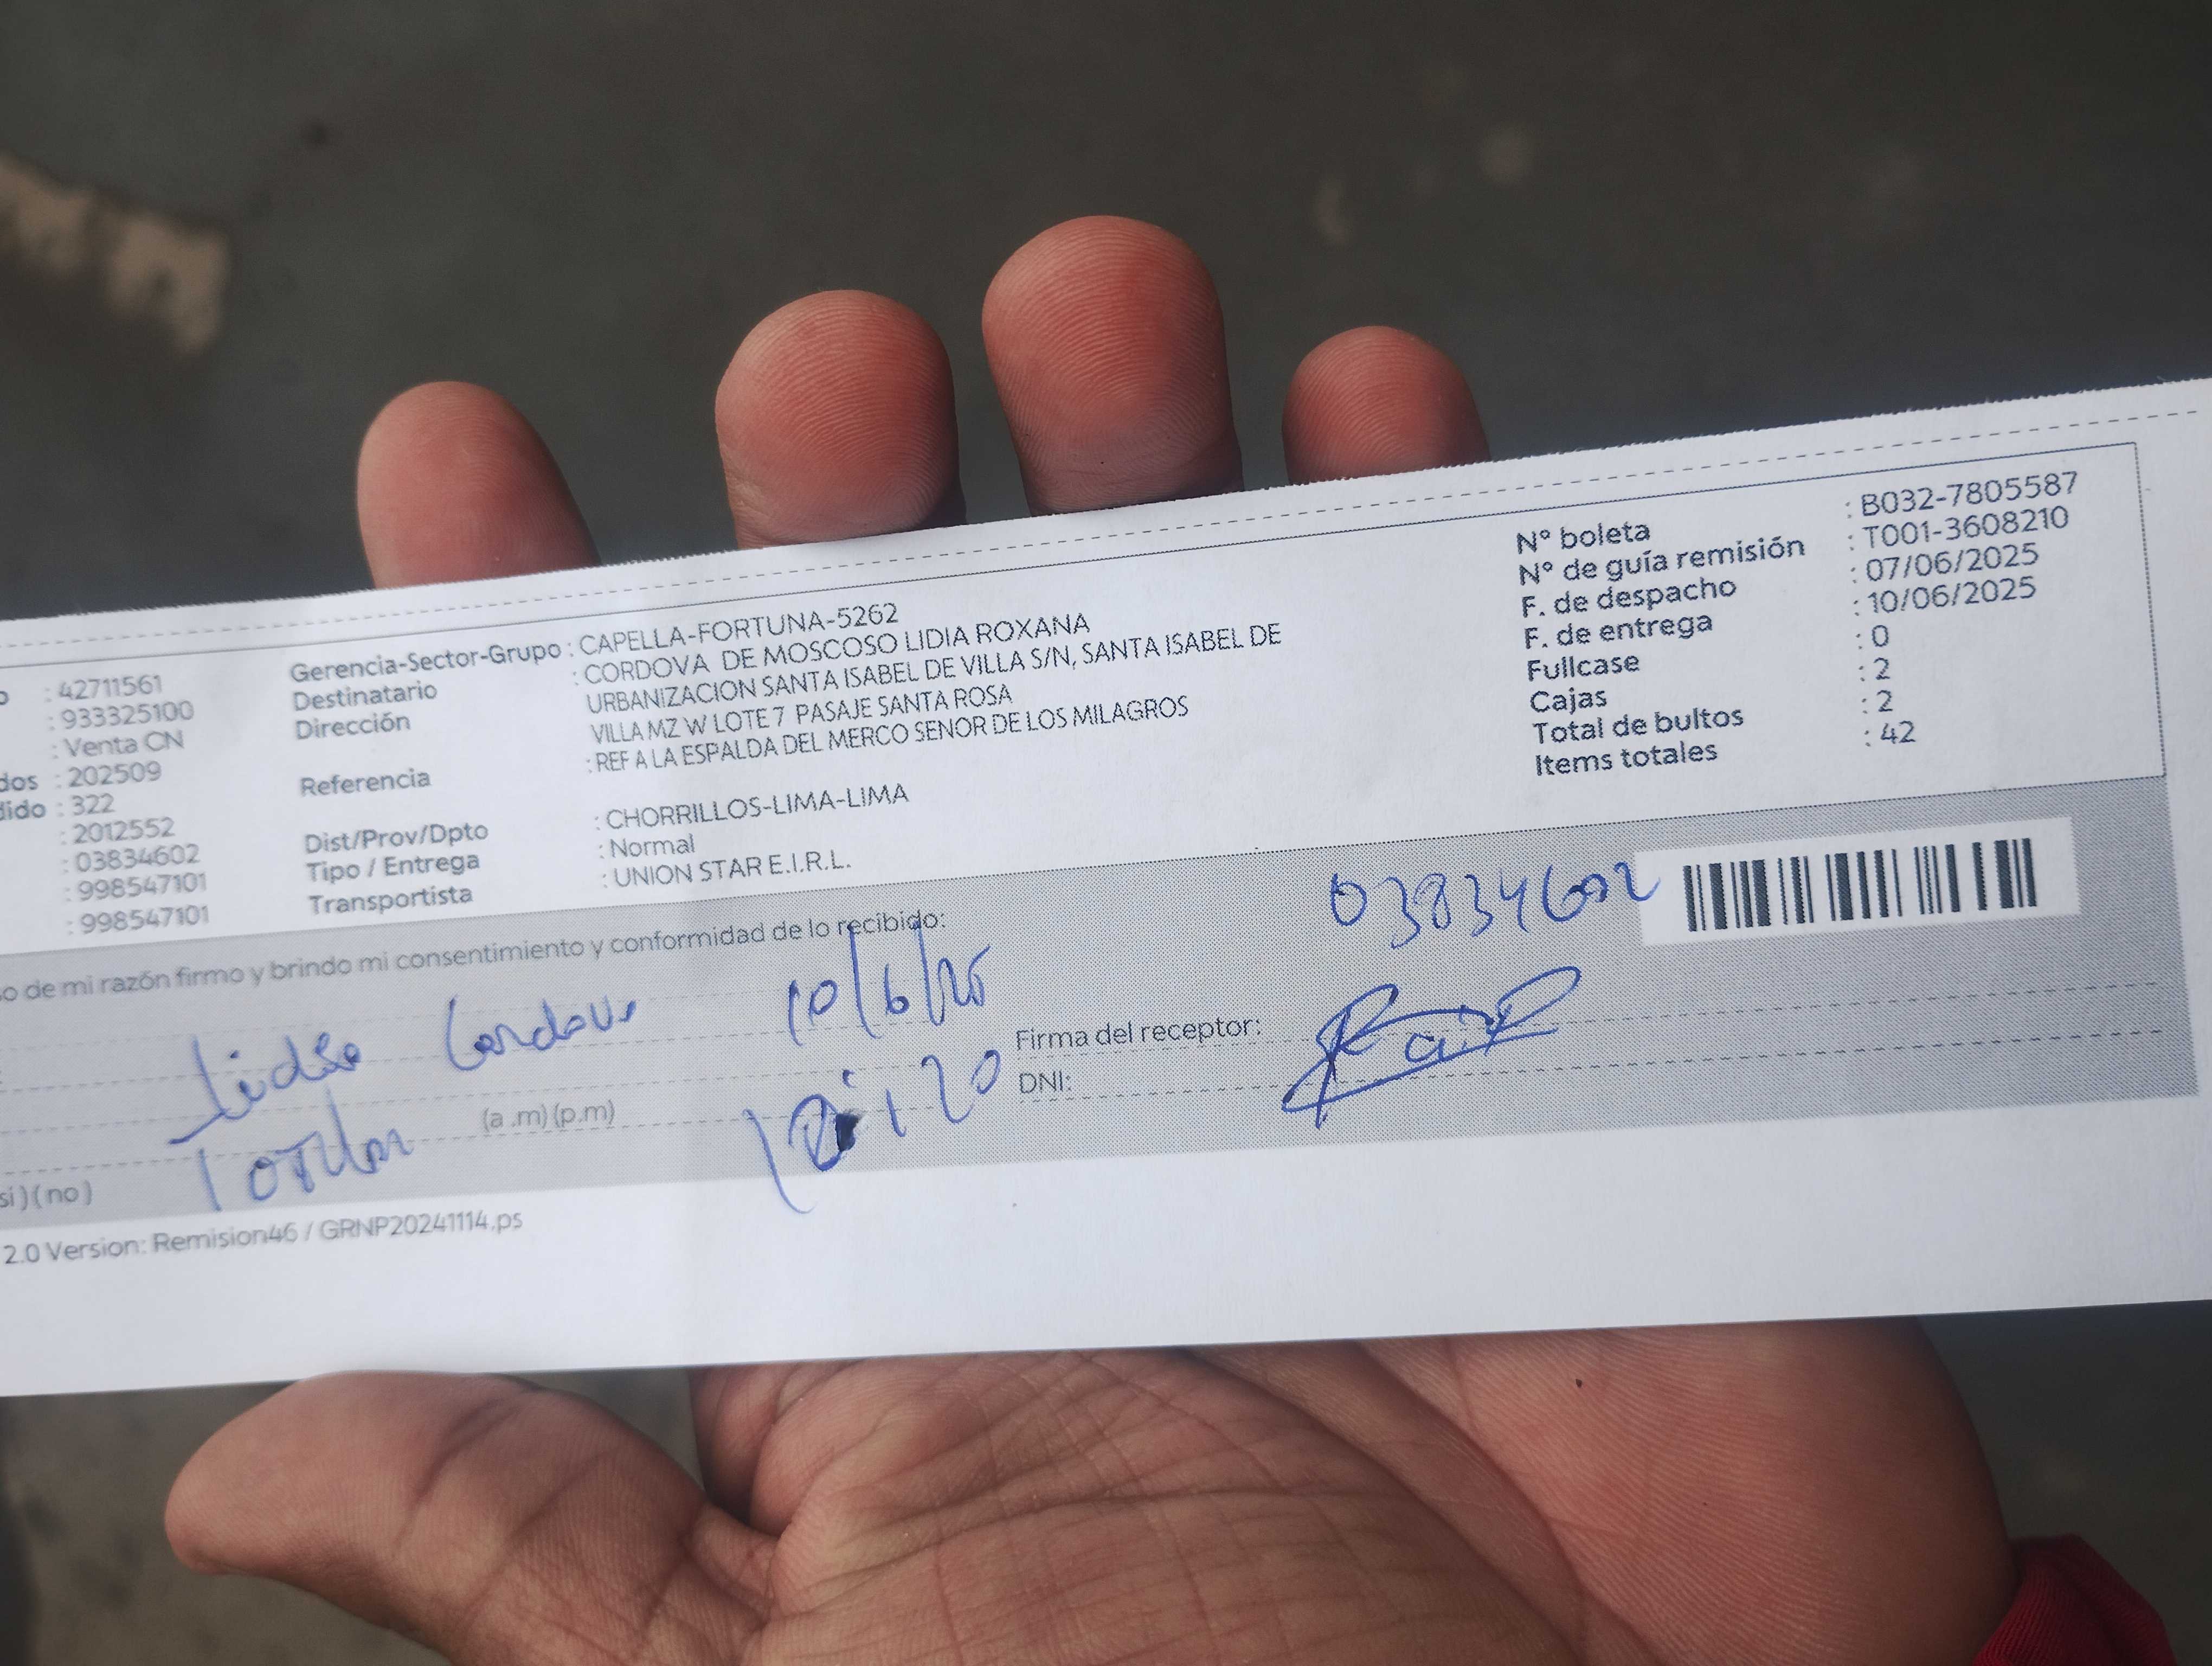 : 42711561
: 933325100
: Venta CN
dos : 202509
dido : 322
: 2012552
: 03834602
: 998547101
: 998547101
Gerencia-Sector-Grupo : CAPELLA-FORTUNA-5262
Destinatario : CORDOVA DE MOSCOSO LIDIA ROXANA
Dirección URBANIZACION SANTA ISABEL DE VILLA S/N, SANTA ISABEL DE
VILLA MZ W LOTE 7 PASAJE SANTA ROSA
Referencia : REF A LA ESPALDA DEL MERCO SENOR DE LOS MILAGROS
Dist/Prov/Dpto : CHORRILLOS-LIMA-LIMA
Tipo / Entrega : Normal
Transportista : UNION STAR E.I.R.L.
N° boleta : B032-7805587
N° de guía remisión : T001-3608210
F. de despacho : 07/06/2025
F. de entrega : 10/06/2025
Fullcase : 0
Cajas : 2
Total de bultos : 2
Items totales : 42
so de mi razón firmo y brindo mi consentimiento y conformidad de lo recibido:
03834602
Lidia Cordova 10/6/25
Firma del receptor:
(a .m) (p.m)
DNI:
si ) ( no )
2.0 Version: Remision46 / GRNP20241114.ps